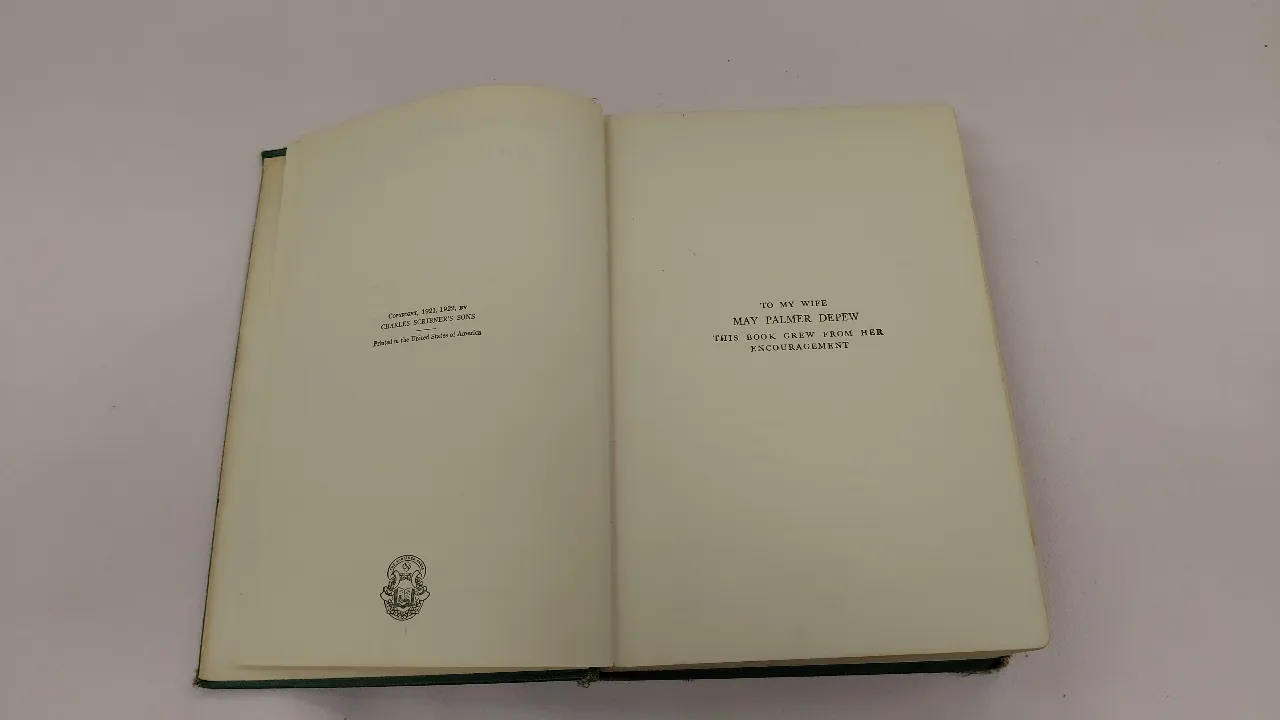 COPYRIGHT, 1921, 1922, BY
CHARLES SCRIBNER'S SONS
Printed in the United States of America
TO MY WIFE
MAY PALMER DEPEW
THIS BOOK GREW FROM HER
ENCOURAGEMENT